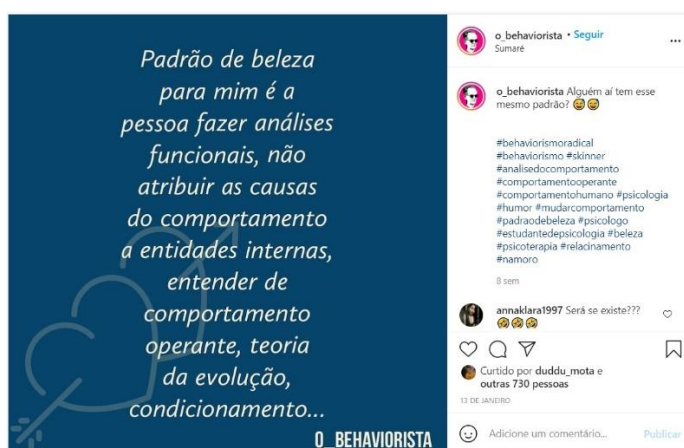 Padrão de beleza
para mim é a
pessoa fazer análises
funcionais, não
atribuir as causas
do comportamento
a entidades internas,
entender de
comportamento
operante, teoria
da evolução,
condicionamento...
O_BEHAVIORISTA
o_behaviorista • Seguir
Sumaré
o_behaviorista Alguém aí tem esse
mesmo padrão? 😅😅
#behaviorismoradical
#behaviorismo #skinner
#analisedocomportamento
#comportamentooperante
#comportamentohumano #psicologia
#humor #mudarcomportamento
#padraodebeleza #psicologo
#estudantedepsicologia #beleza
#psicoterapia #relacinamento
#namoro
8 sem
annaklara1997 Será se existe???
🤣🤣🤣
Curtido por duddu_mota e
outras 730 pessoas
13 DE JANEIRO
Adicione um comentário... Publicar